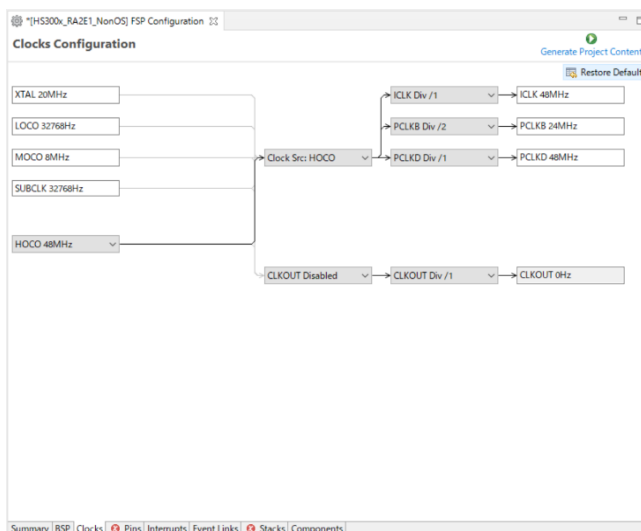 *[HS300x_RA2E1_NonOS] FSP Configuration
Clocks Configuration
Generate Project Content
Restore Default
XTAL 20MHz
ICLK Div /1
ICLK 48MHz
LOCO 32768Hz
PCLKB Div /2
PCLKB 24MHz
MOCO 8MHz
Clock Src: HOCO
PCLKD Div /1
PCLKD 48MHz
SUBCLK 32768Hz
HOCO 48MHz
CLKOUT Disabled
CLKOUT Div /1
CLKOUT 0Hz
Summary BSP Clocks Pins Interrupts Event Links Stacks Components